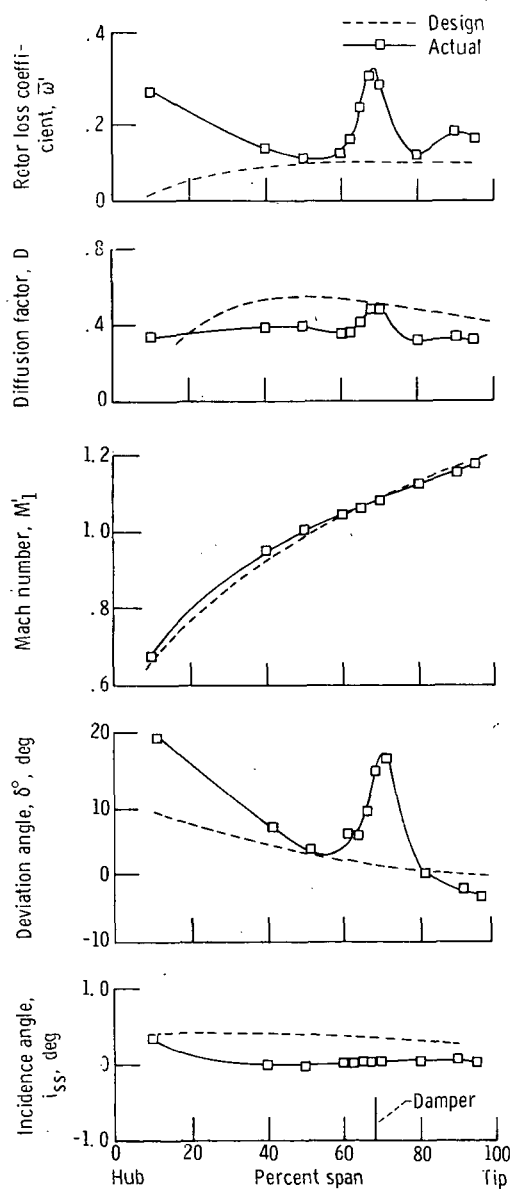 Design
Actual
.4
.2
0
Rotor loss coeffi-
cient, ω̅'
.8
.4
0
Diffusion factor, D
1.2
1.0
.8
.6
Mach number, M'1
20
10
0
-10
Deviation angle, δ°, deg
1.0
0
-1.0
Incidence angle,
iss, deg
Damper
0 20 40 60 80 100
Hub Percent span Tip